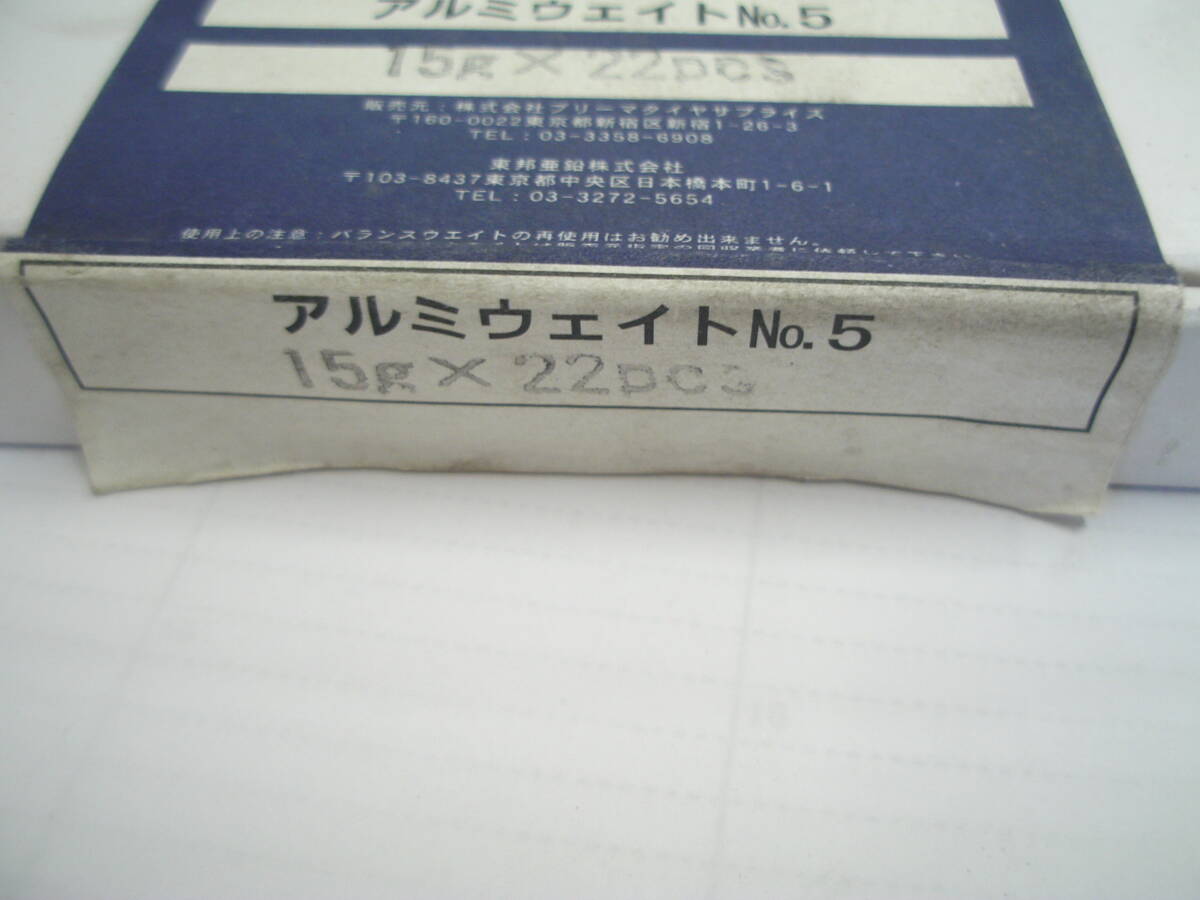 アルミウェイトNo.5
15g×22pcs
販売元：株式会社プリーマタイヤサプライズ
〒160-0022東京都新宿区新宿1-26-3
TEL：03-3358-6908
東邦亜鉛株式会社
〒103-8437東京都中央区日本橋本町1-6-1
TEL：03-3272-5654
使用上の注意：バランスウエイトの再使用はお勧め出来ません。
アルミウェイトNo.5
15g×22pcs